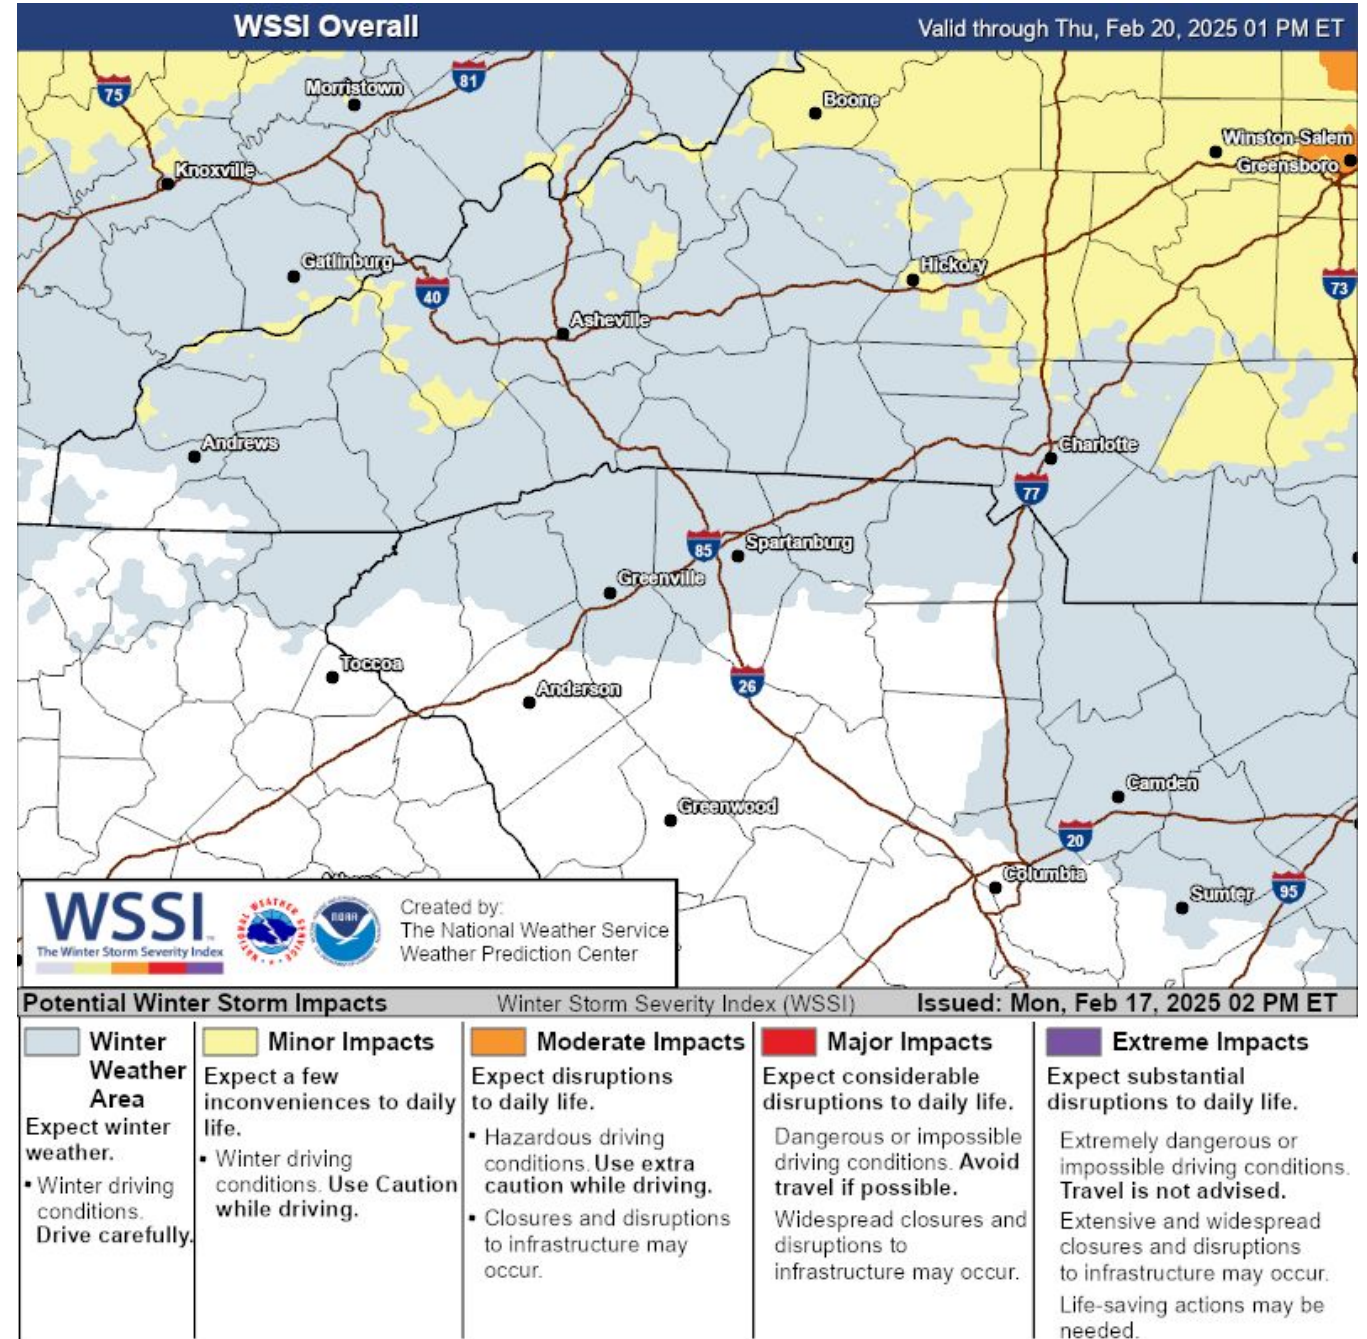 WSSI Overall
Valid through Thu, Feb 20, 2025 01 PM ET
75
Morristown
81
Boone
Winston-Salem
Greensboro
Knoxville
Gatlinburg
40
Hickory
73
Asheville
Andrews
Charlotte
77
85
Spartanburg
Greenville
Toccoa
Anderson
26
Camden
Greenwood
20
Columbia
Sumter
95
WSSI
The Winter Storm Severity Index
NATIONAL WEATHER SERVICE
NOAA
Created by:
The National Weather Service
Weather Prediction Center
Potential Winter Storm Impacts
Winter Storm Severity Index (WSSI)
Issued: Mon, Feb 17, 2025 02 PM ET
Winter
Weather
Area
Expect winter
weather.
▪ Winter driving
conditions.
Drive carefully.
Minor Impacts
Expect a few
inconveniences to daily
life.
▪ Winter driving
conditions. Use Caution
while driving.
Moderate Impacts
Expect disruptions
to daily life.
▪ Hazardous driving
conditions. Use extra
caution while driving.
▪ Closures and disruptions
to infrastructure may
occur.
Major Impacts
Expect considerable
disruptions to daily life.
Dangerous or impossible
driving conditions. Avoid
travel if possible.
Widespread closures and
disruptions to
infrastructure may occur.
Extreme Impacts
Expect substantial
disruptions to daily life.
Extremely dangerous or
impossible driving conditions.
Travel is not advised.
Extensive and widespread
closures and disruptions
to infrastructure may occur.
Life-saving actions may be
needed.